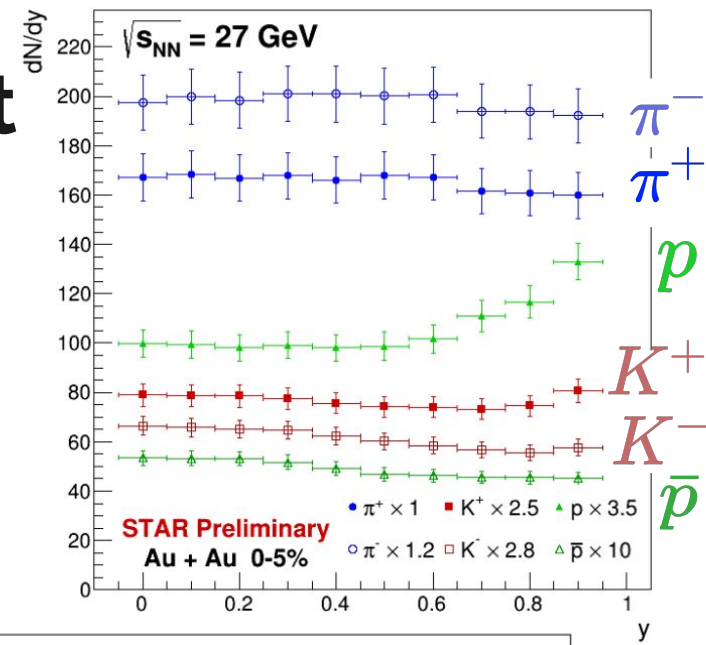 t
dN/dy
√s_NN = 27 GeV
220
200
180
160
140
120
100
80
60
40
20
0
π⁻
π⁺
p
K⁺
K⁻
p̅
π⁺ × 1 K⁺ × 2.5 p × 3.5
π⁻ × 1.2 K⁻ × 2.8 p̅ × 10
STAR Preliminary
Au + Au 0-5%
0 0.2 0.4 0.6 0.8 1
y